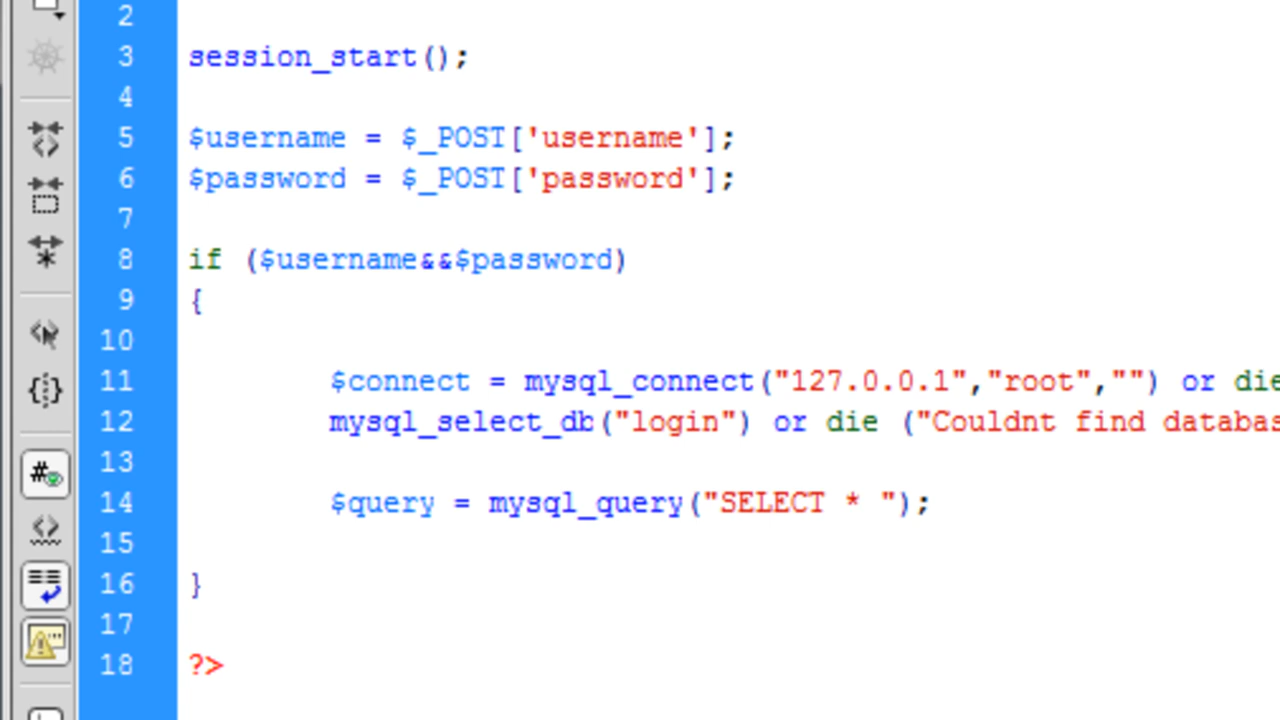 2
3 session_start();
4
5 $username = $_POST['username'];
6 $password = $_POST['password'];
7
8 if ($username&&$password)
9 {
10
11 $connect = mysql_connect("127.0.0.1","root","") or die
12 mysql_select_db("login") or die ("Couldnt find databas
13
14 $query = mysql_query("SELECT * ");
15
16 }
17
18 ?>